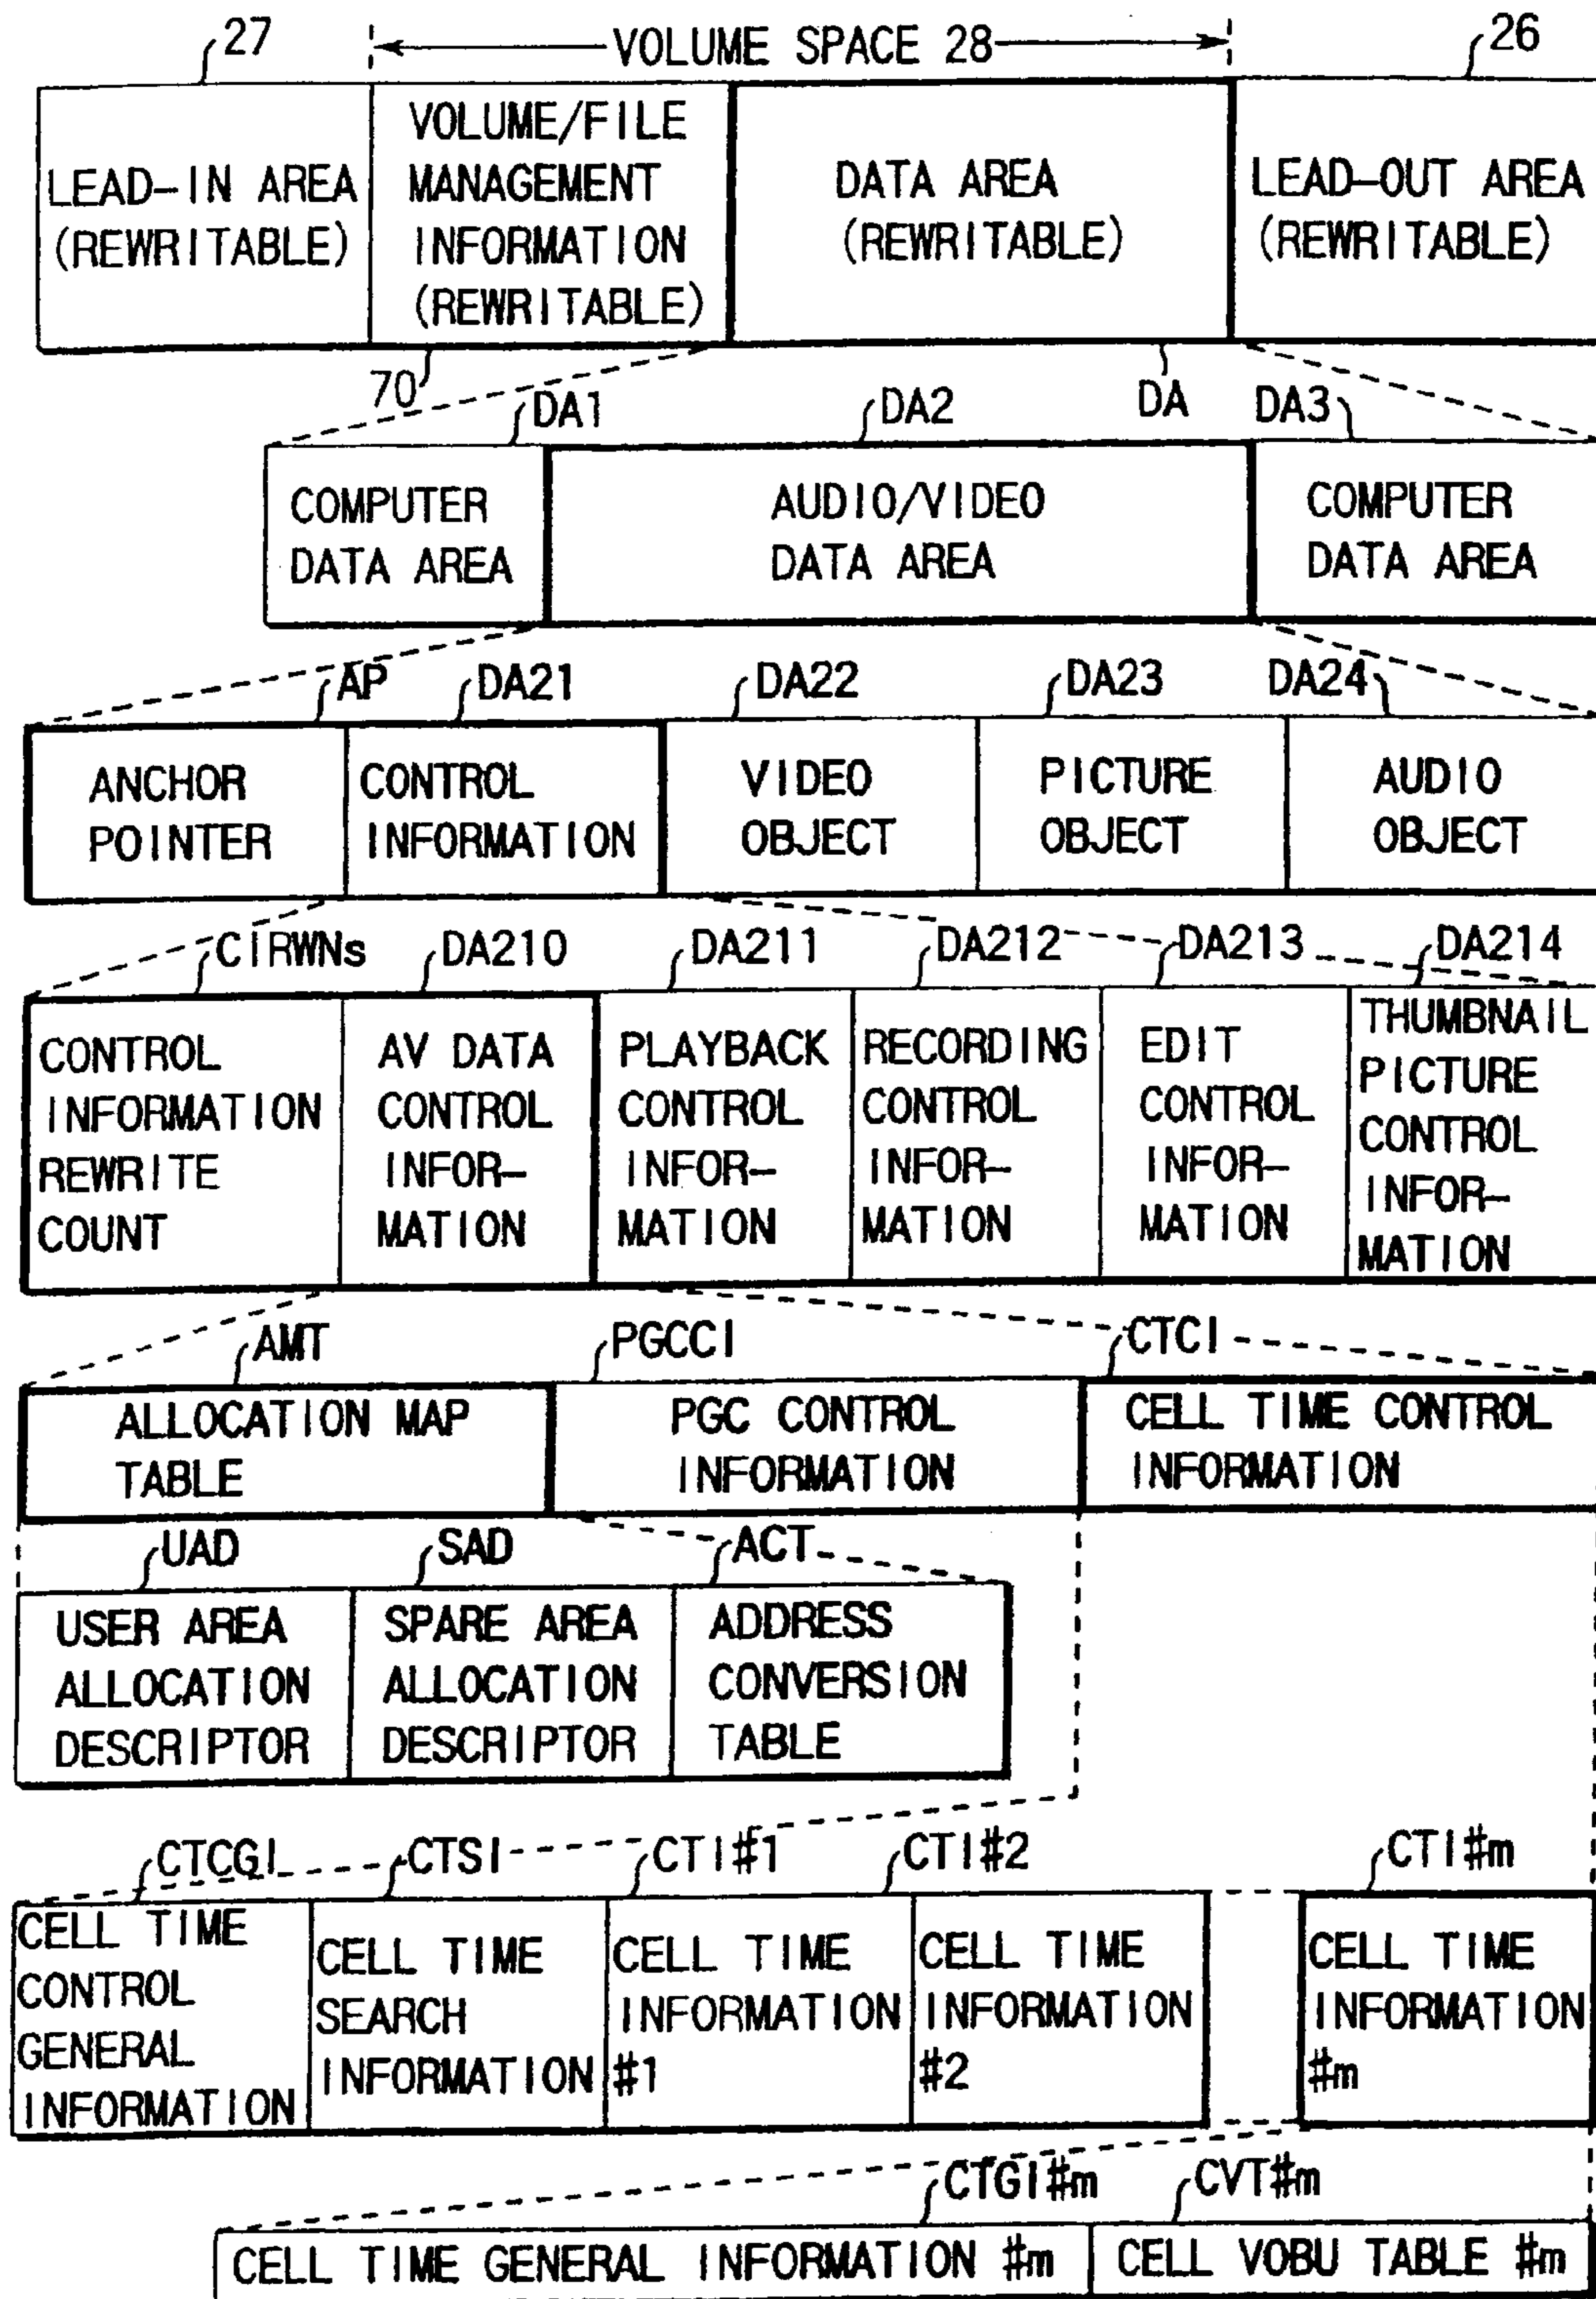 27
VOLUME SPACE 28
26
LEAD-IN AREA
(REWRITABLE)
VOLUME/FILE
MANAGEMENT
INFORMATION
(REWRITABLE)
DATA AREA
(REWRITABLE)
LEAD-OUT AREA
(REWRITABLE)
70
DA1
DA2
DA
DA3
COMPUTER
DATA AREA
AUDIO/VIDEO
DATA AREA
COMPUTER
DATA AREA
AP
DA21
DA22
DA23
DA24
ANCHOR
POINTER
CONTROL
INFORMATION
VIDEO
OBJECT
PICTURE
OBJECT
AUDIO
OBJECT
CIRWNs
DA210
DA211
DA212
DA213
DA214
CONTROL
INFORMATION
REWRITE
COUNT
AV DATA
CONTROL
INFOR-
MATION
PLAYBACK
CONTROL
INFOR-
MATION
RECORDING
CONTROL
INFOR-
MATION
EDIT
CONTROL
INFOR-
MATION
THUMBNAIL
PICTURE
CONTROL
INFOR-
MATION
AMT
PGCCI
CTCI
ALLOCATION MAP
TABLE
PGC CONTROL
INFORMATION
CELL TIME CONTROL
INFORMATION
UAD
SAD
ACT
USER AREA
ALLOCATION
DESCRIPTOR
SPARE AREA
ALLOCATION
DESCRIPTOR
ADDRESS
CONVERSION
TABLE
CTCGI
CTSI
CTI#1
CTI#2
CTI#m
CELL TIME
CONTROL
GENERAL
INFORMATION
CELL TIME
SEARCH
INFORMATION
CELL TIME
INFORMATION
#1
CELL TIME
INFORMATION
#2
CELL TIME
INFORMATION
#m
CTGI#m
CVT#m
CELL TIME GENERAL INFORMATION #m
CELL VOBU TABLE #m